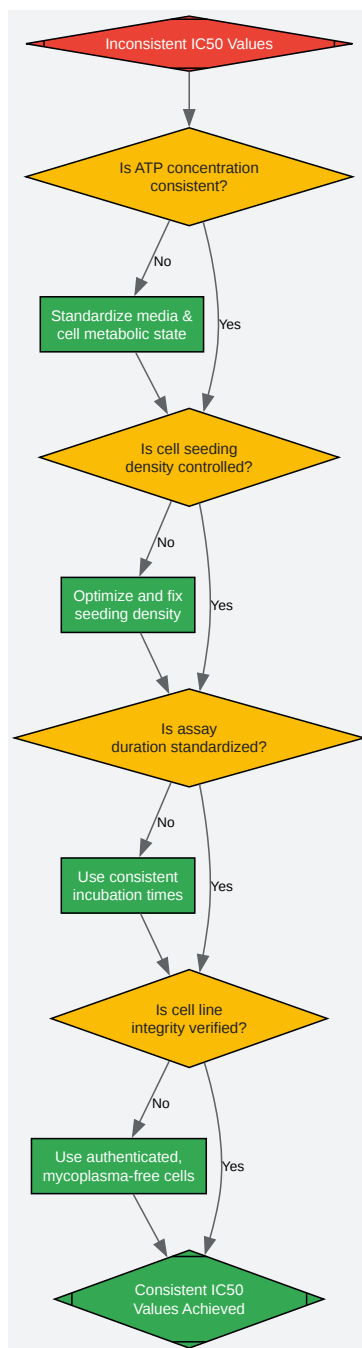 Inconsistent IC50 Values
Is ATP concentration
consistent?
No
Yes
Standardize media &
cell metabolic state
Is cell seeding
density controlled?
No
Yes
Optimize and fix
seeding density
Is assay
duration standardized?
No
Yes
Use consistent
incubation times
Is cell line
integrity verified?
No
Yes
Use authenticated,
mycoplasma-free cells
Consistent IC50
Values Achieved